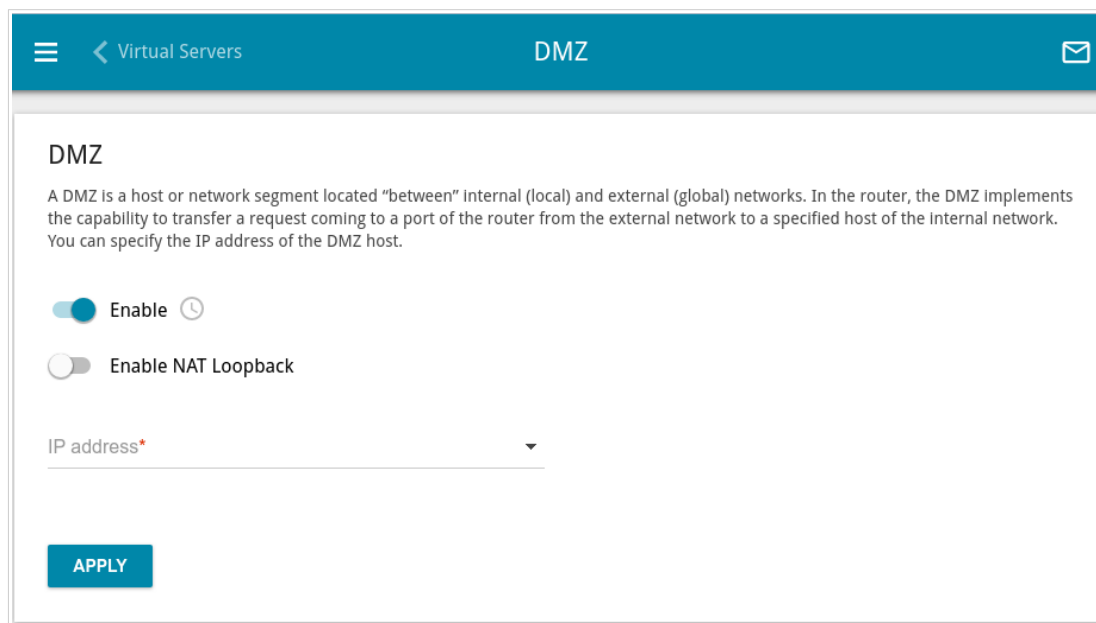 Virtual Servers
DMZ
DMZ
A DMZ is a host or network segment located “between” internal (local) and external (global) networks. In the router, the DMZ implements
the capability to transfer a request coming to a port of the router from the external network to a specified host of the internal network.
You can specify the IP address of the DMZ host.
Enable
Enable NAT Loopback
IP address*
APPLY